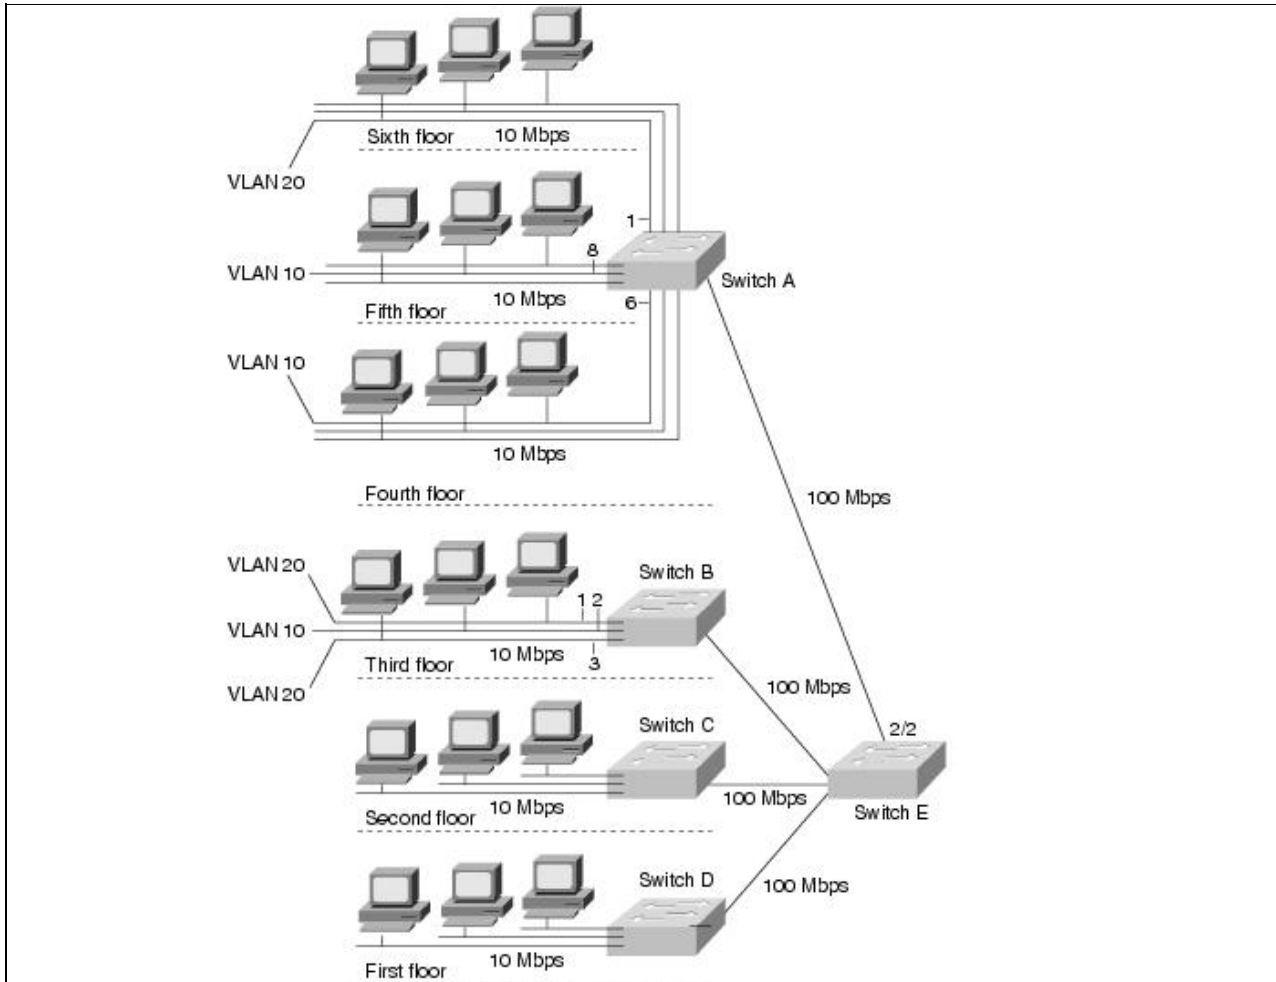 Sixth floor 10 Mbps
VLAN 20
1
8
VLAN 10
Switch A
10 Mbps 6
Fifth floor
VLAN 10
10 Mbps
Fourth floor
100 Mbps
VLAN 20
Switch B
1 2
VLAN 10
10 Mbps 3
Third floor
VLAN 20
100 Mbps
Switch C
2/2
10 Mbps
100 Mbps
Second floor
Switch E
Switch D
100 Mbps
10 Mbps
First floor